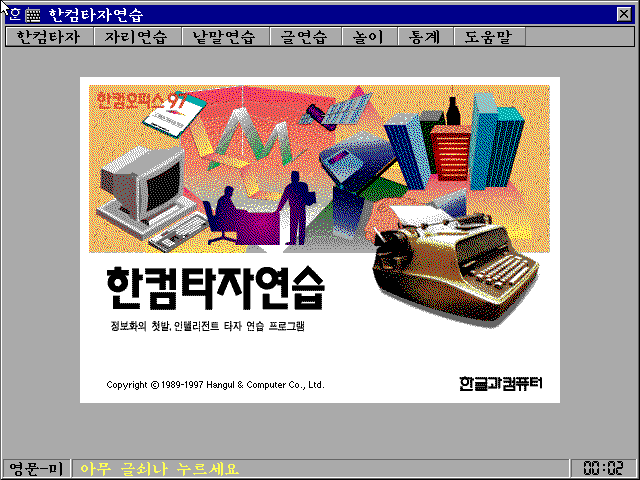 한컴타자연습
한컴타자 자리연습 낱말연습 글연습 놀이 통계 도움말
한컴오피스 97
한컴타자연습
정보화의 첫발, 인텔리전트 타자 연습 프로그램
Copyright © 1989-1997 Hangul & Computer Co., Ltd.
한글과컴퓨터
영문-미 아무 글쇠나 누르세요 00:02